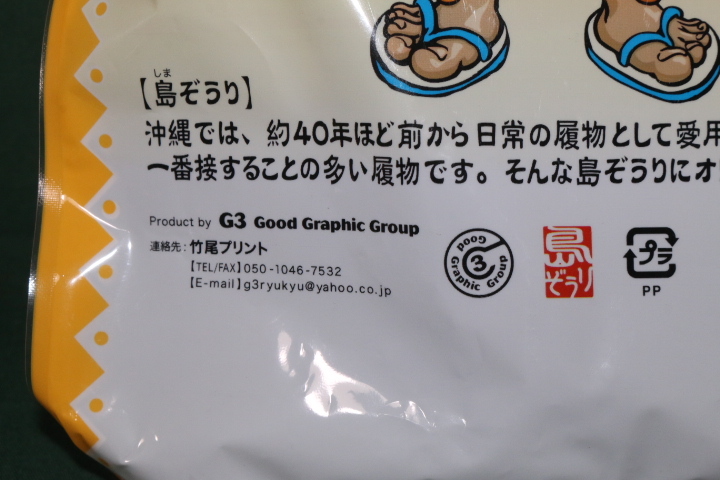 しま
【島ぞうり】
沖縄では、約40年ほど前から日常の履物として愛用
一番接することの多い履物です。そんな島ぞうりにオ
Product by G3 Good Graphic Group
連絡先：竹尾プリント
【TEL/FAX】050-1046-7532
【E-mail】g3ryukyu@yahoo.co.jp
Good
3
Graphic Group
島
ぞうり
プラ
PP